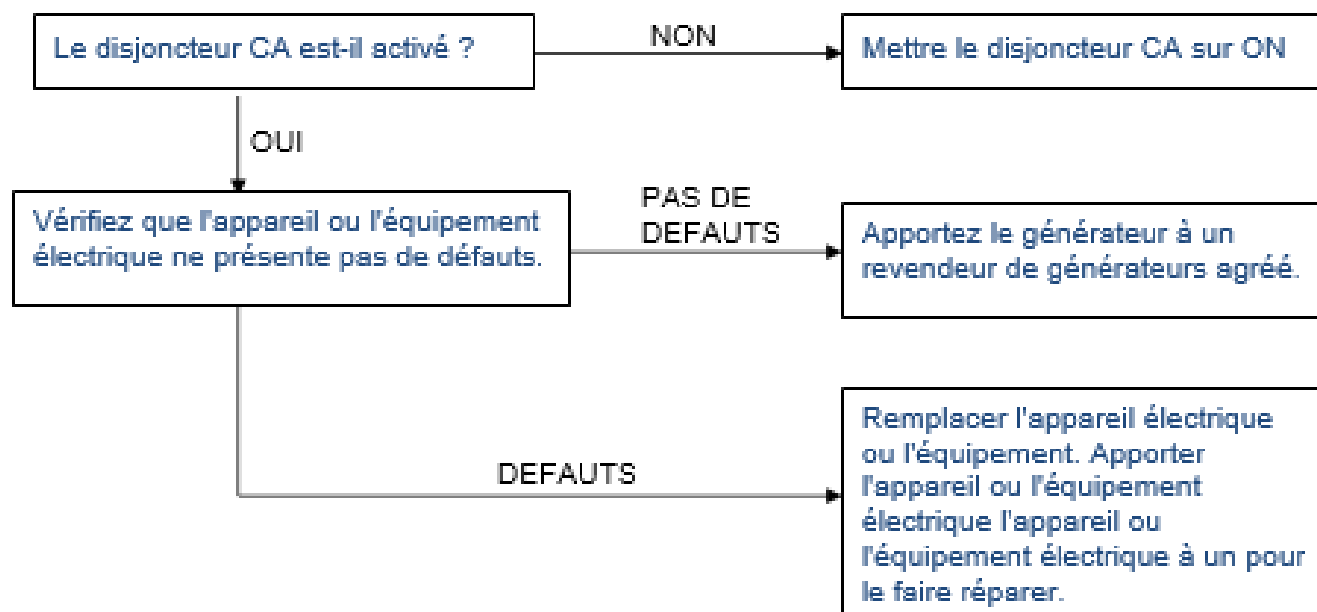 Le disjoncteur CA est-il activé ?
NON
Mettre le disjoncteur CA sur ON
OUI
Vérifiez que l'appareil ou l'équipement
électrique ne présente pas de défauts.
PAS DE
DEFAUTS
Apportez le générateur à un
revendeur de générateurs agréé.
DEFAUTS
Remplacer l'appareil électrique
ou l'équipement. Apporter
l'appareil ou l'équipement
électrique l'appareil ou
l'équipement électrique à un pour
le faire réparer.